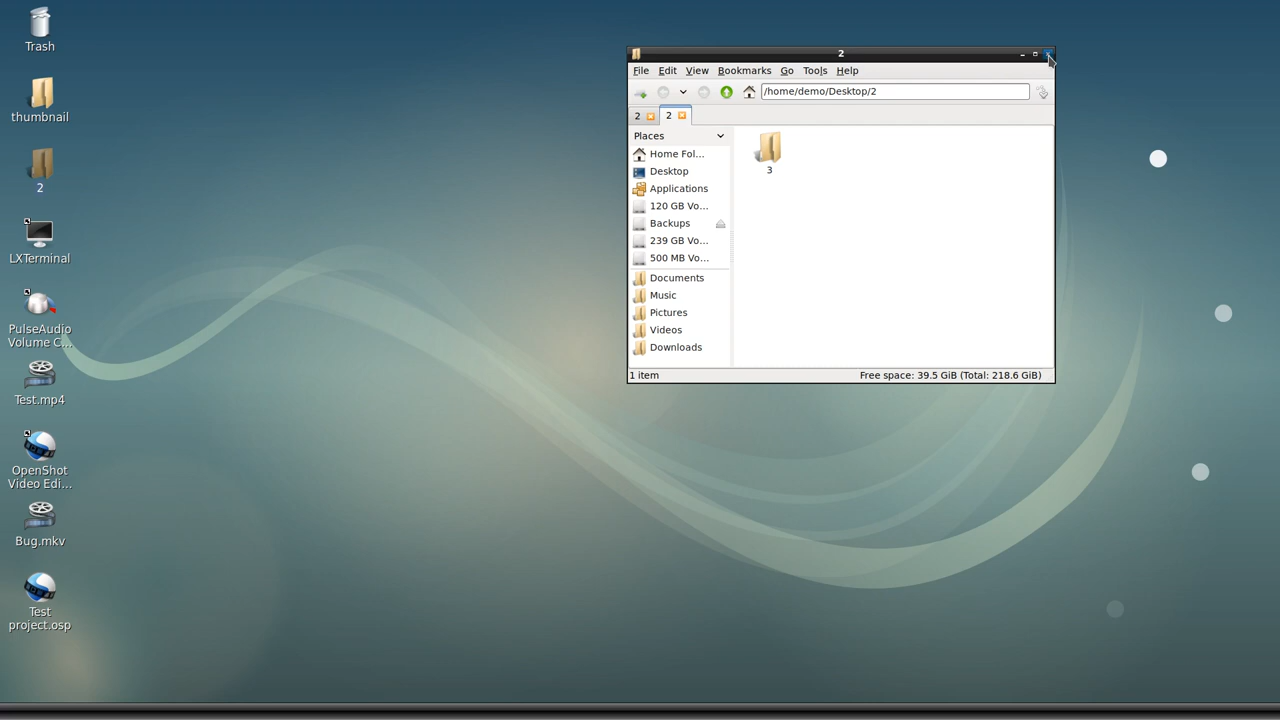 Trash
thumbnail
2
LXTerminal
PulseAudio
Volume C...
Test.mp4
OpenShot
Video Edi...
Bug.mkv
Test
project.osp
2
File Edit View Bookmarks Go Tools Help
/home/demo/Desktop/2
2 2
Places
Home Fol...
Desktop
Applications
120 GB Vo...
Backups
239 GB Vo...
500 MB Vo...
Documents
Music
Pictures
Videos
Downloads
3
1 item Free space: 39.5 GiB (Total: 218.6 GiB)